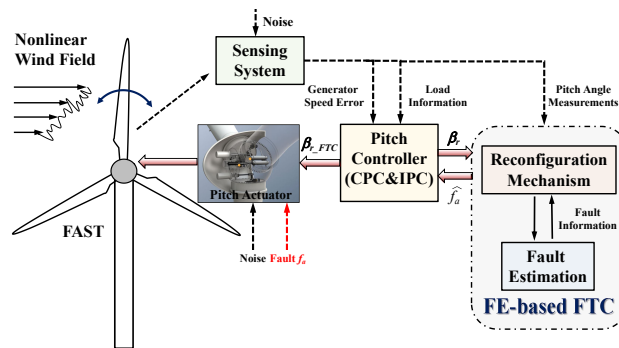 Noise
Nonlinear
Wind Field
Sensing
System
Generator
Speed Error
Load
Information
Pitch Angle
Measurements
β_r_FTC
Pitch
Controller
(CPC&IPC)
β_r
f̂_a
Reconfiguration
Mechanism
Pitch Actuator
FAST
Fault
Information
Noise
Fault f_a
Fault
Estimation
FE-based FTC